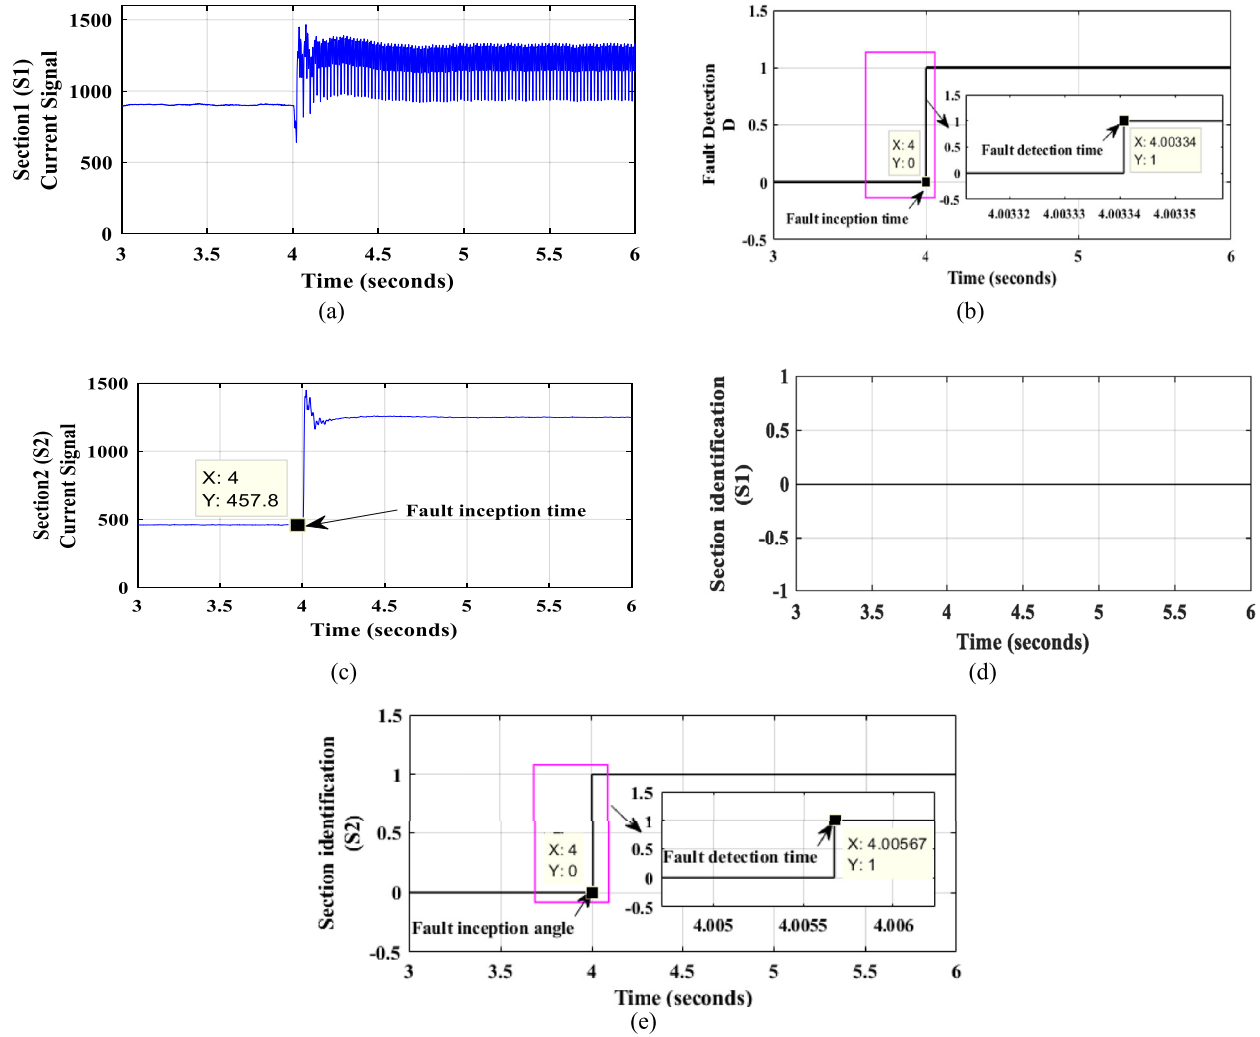 1500
1000
500
0
Section1 (S1)
Current Signal
3
3.5
4
4.5
5
5.5
6
Time (seconds)
(a)
1.5
1
0.5
0
-0.5
Fault Detection
D
X: 4
Y: 0
Fault inception time
1.5
1
0.5
0
-0.5
Fault detection time
X: 4.00334
Y: 1
4.00332
4.00333
4.00334
4.00335
3
4
5
6
Time (seconds)
(b)
1500
1000
500
0
Section2 (S2)
Current Signal
X: 4
Y: 457.8
Fault inception time
3
3.5
4
4.5
5
5.5
6
Time (seconds)
(c)
1
0.5
0
-0.5
-1
Section identification
(S1)
3
3.5
4
4.5
5
5.5
6
Time (seconds)
(d)
1.5
1
0.5
0
-0.5
Section identification
(S2)
X: 4
Y: 0
Fault inception angle
1.5
1
0.5
0
-0.5
Fault detection time
X: 4.00567
Y: 1
4.005
4.0055
4.006
3
3.5
4
4.5
5
5.5
6
Time (seconds)
(e)